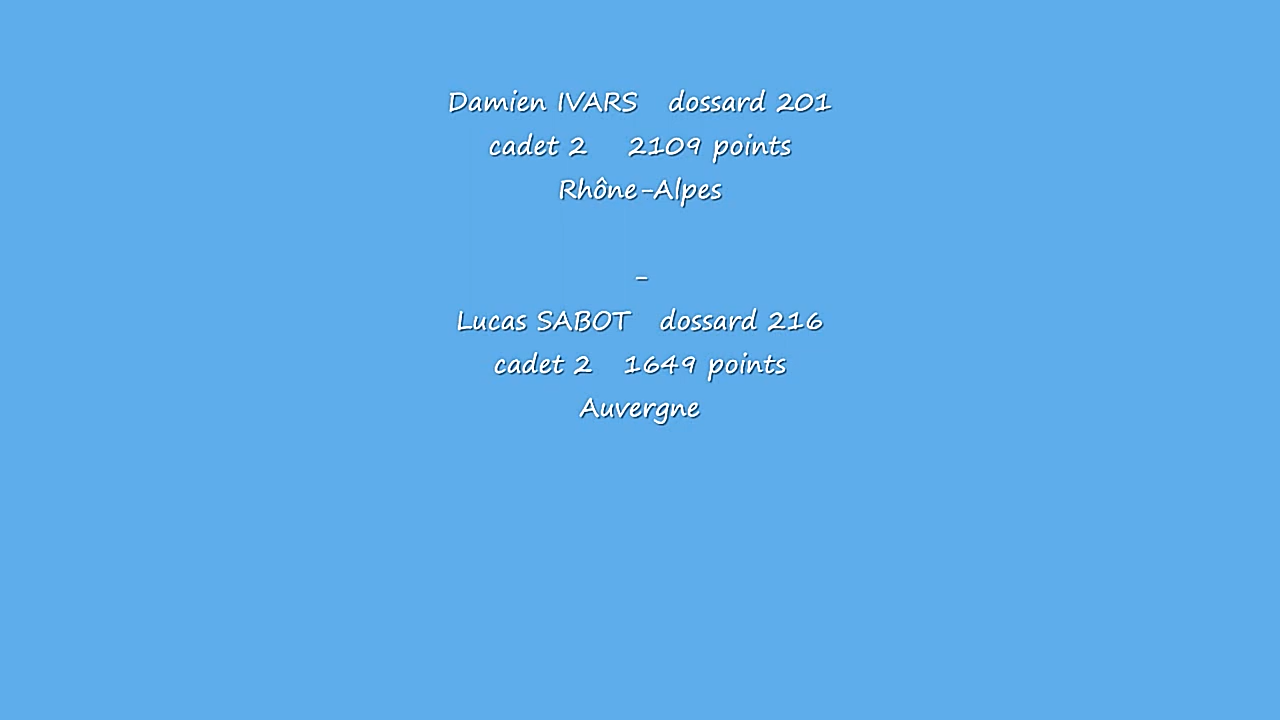 Damien IVARS dossard 201
cadet 2 2109 points
Rhône-Alpes
-
Lucas SABOT dossard 216
cadet 2 1649 points
Auvergne